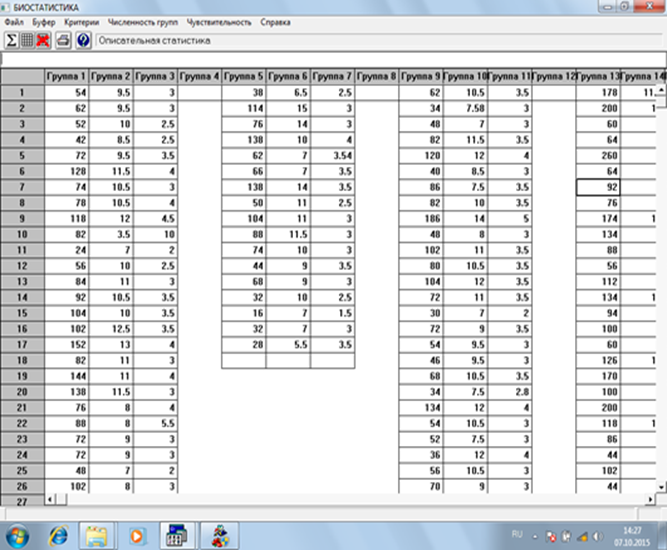 БИОСТАТИСТИКА
Файл Буфер Критерии Численность групп Чувствительность Справка
Описательная статистика
Группа 1 Группа 2 Группа 3 Группа 4 Группа 5 Группа 6 Группа 7 Группа 8 Группа 9 Группа 10 Группа 11 Группа 12 Группа 13 Группа 14
1 54 9.5 3 38 6.5 2.5 62 10.5 3.5 178 11.
2 62 9.5 3 114 15 3 34 7.58 3 200 1
3 52 10 2.5 76 14 3 48 7 3 60
4 42 8.5 2.5 138 10 4 82 11.5 3.5 64
5 72 9.5 3.5 62 7 3.54 120 12 4 260
6 128 11.5 4 66 7 3.5 40 8.5 3 64
7 74 10.5 3 138 14 3.5 86 7.5 3.5 92
8 78 10.5 4 50 11 2.5 82 10 3.5 76
9 118 12 4.5 104 11 3 186 14 5 174 1
10 82 3.5 10 88 11.5 3 48 8 3 134
11 24 7 2 74 10 3 102 11 3.5 88
12 56 10 2.5 44 9 3.5 80 10.5 3.5 56
13 84 11 3 68 9 3 104 12 3.5 112
14 92 10.5 3.5 32 10 2.5 72 11 3.5 134 1
15 104 10 3.5 16 7 1.5 30 7 2 94
16 102 12.5 3.5 32 7 3 72 9 3.5 100
17 152 13 4 28 5.5 3.5 54 9.5 3 60
18 82 11 3 46 9.5 3 126 1
19 144 11 4 68 10.5 3.5 170
20 138 11.5 3 34 7.5 2.8 100
21 76 8 4 134 12 4 200
22 88 8 5.5 54 10.5 3 118 1
23 72 9 3 52 7.5 3 86
24 72 9 3 36 12 4 44
25 48 7 2 56 10.5 3 102
26 102 8 3 70 9 3 44
27
RU 14:27
07.10.2015